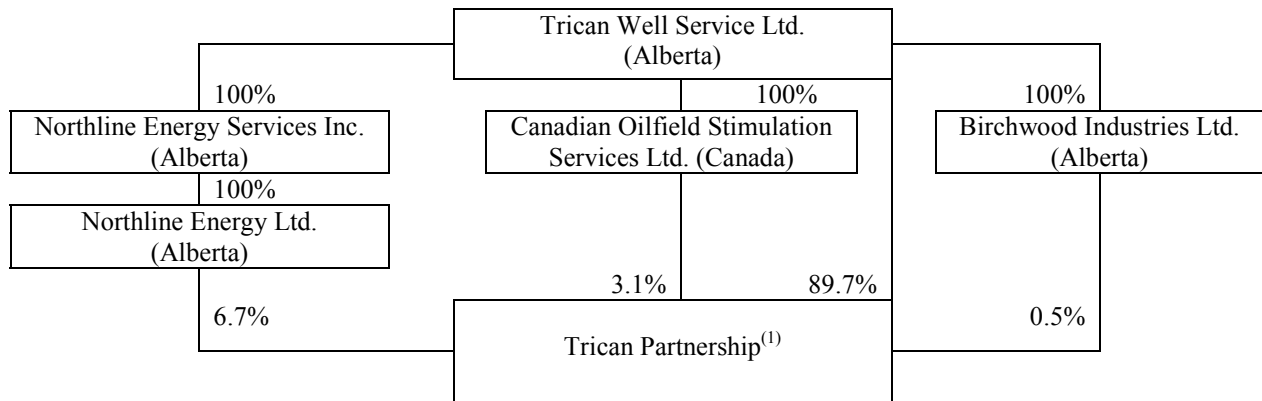 Trican Well Service Ltd.
(Alberta)
100%
100%
100%
Northline Energy Services Inc.
(Alberta)
Canadian Oilfield Stimulation
Services Ltd. (Canada)
Birchwood Industries Ltd.
(Alberta)
100%
Northline Energy Ltd.
(Alberta)
3.1%
89.7%
6.7%
0.5%
Trican Partnership(1)